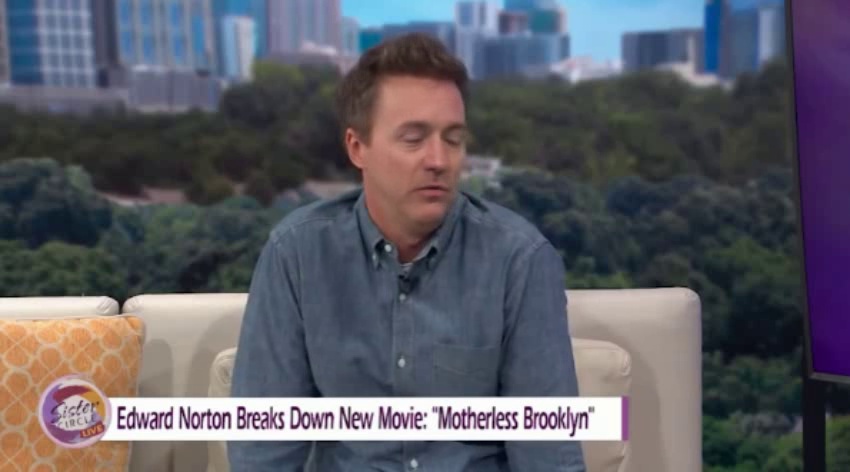 Sister
CIRCLE
LIVE
Edward Norton Breaks Down New Movie: "Motherless Brooklyn"